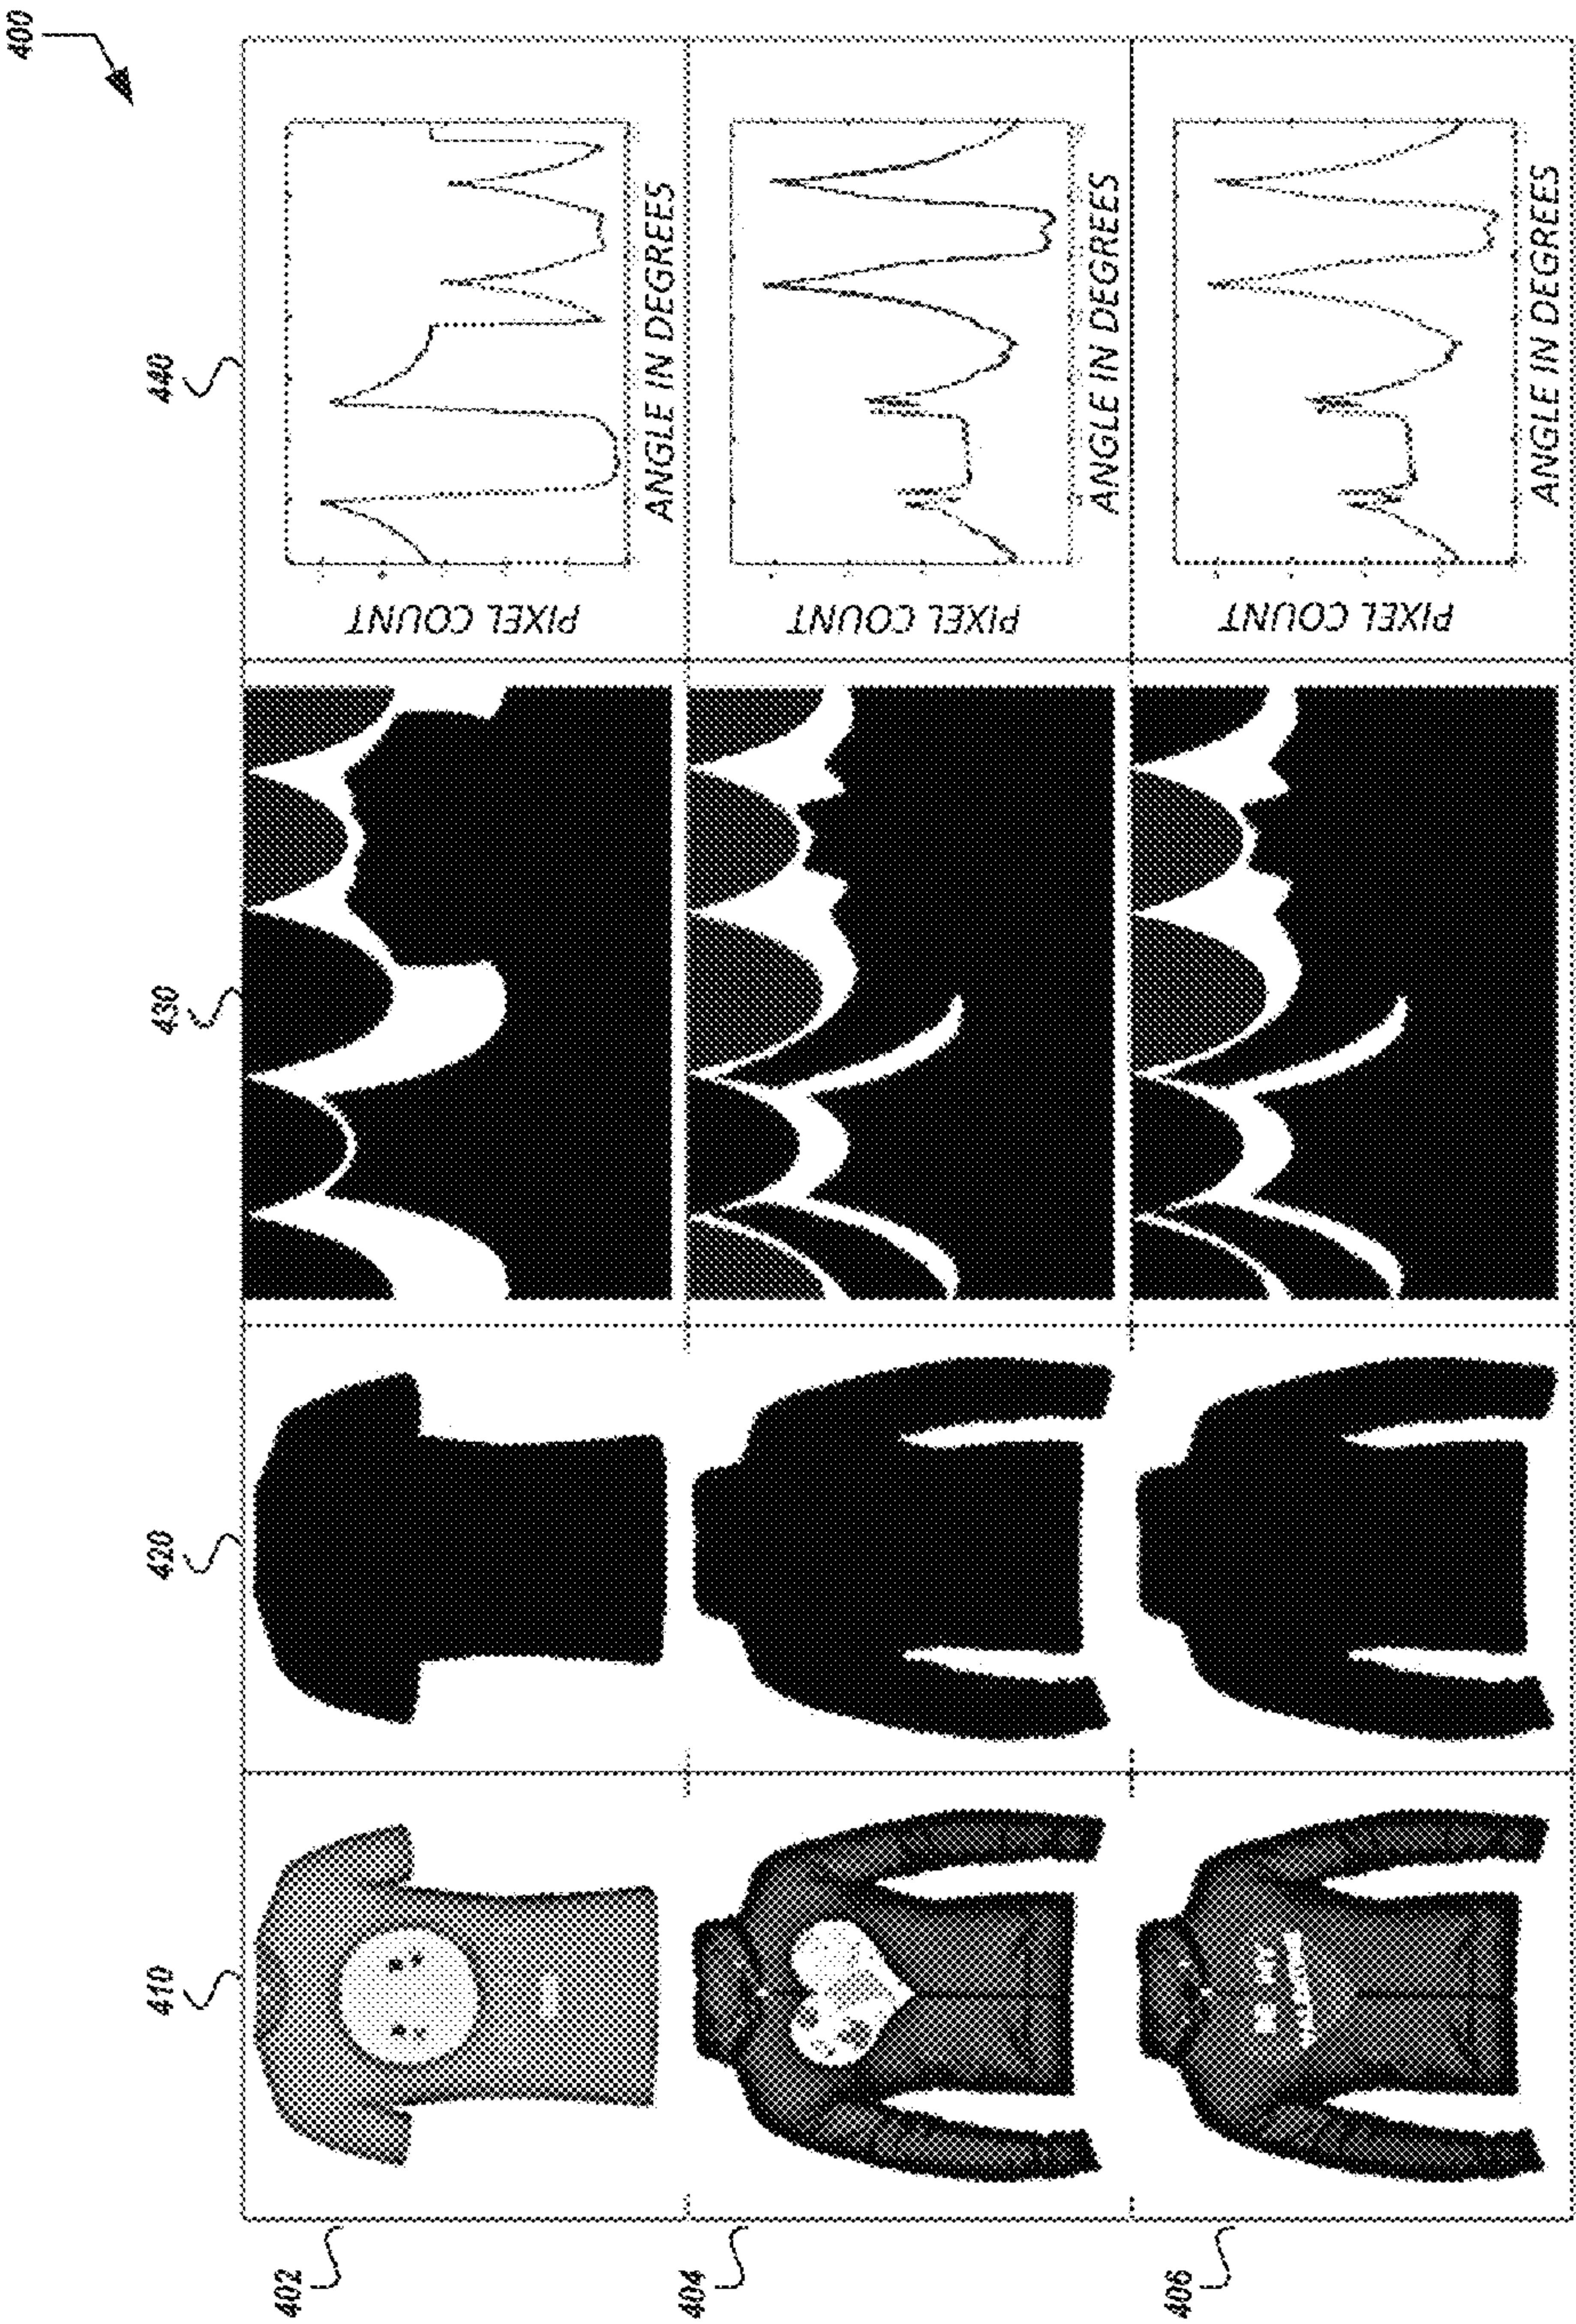 400
410
420
430
440
402
PIXEL COUNT
ANGLE IN DEGREES
404
PIXEL COUNT
ANGLE IN DEGREES
406
PIXEL COUNT
ANGLE IN DEGREES